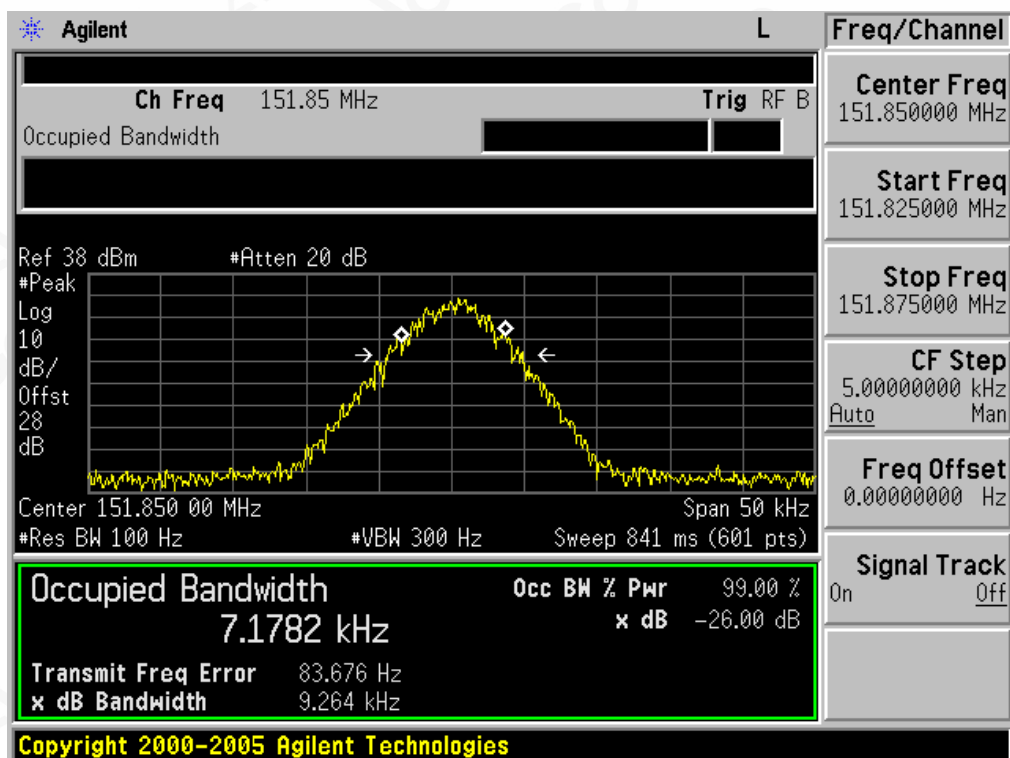 Agilent
L
Freq/Channel
Ch Freq 151.85 MHz
Trig RF B
Occupied Bandwidth
Center Freq
151.850000 MHz
Start Freq
151.825000 MHz
Stop Freq
151.875000 MHz
CF Step
5.00000000 kHz
Auto Man
Freq Offset
0.00000000 Hz
Signal Track
On Off
Ref 38 dBm
#Atten 20 dB
#Peak
Log
10
dB/
Offst
28
dB
Center 151.850 00 MHz
Span 50 kHz
#Res BW 100 Hz
#VBW 300 Hz
Sweep 841 ms (601 pts)
Occupied Bandwidth
7.1782 kHz
Occ BW % Pwr 99.00 %
x dB -26.00 dB
Transmit Freq Error 83.676 Hz
x dB Bandwidth 9.264 kHz
Copyright 2000-2005 Agilent Technologies